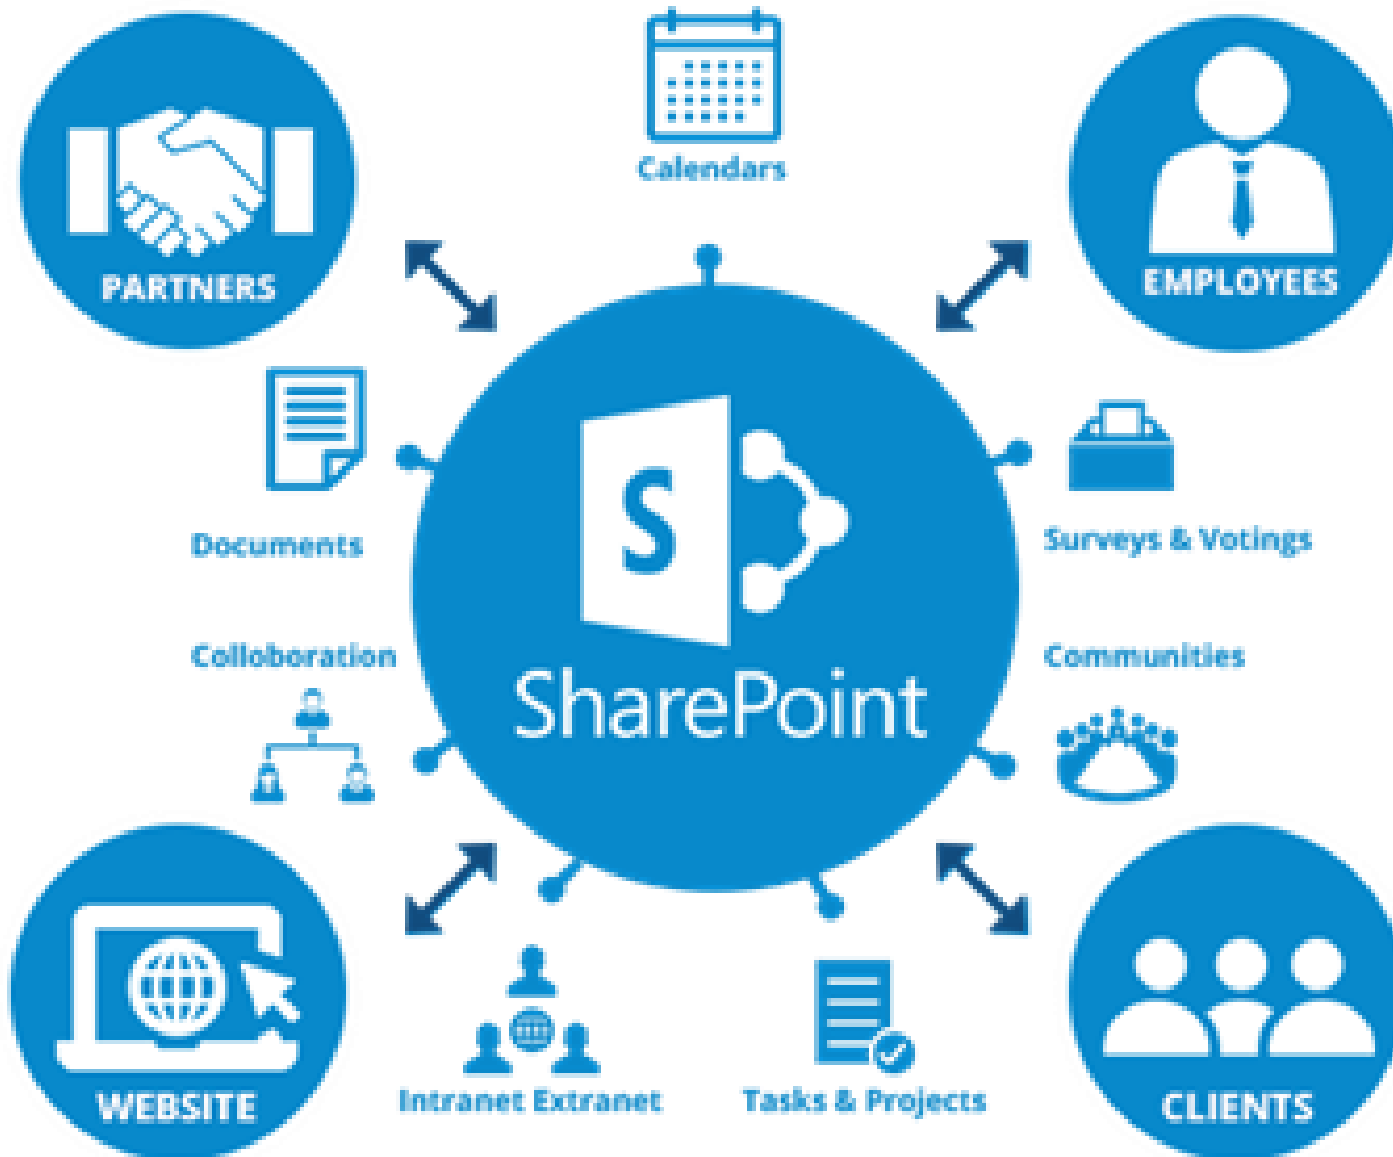 Calendars
PARTNERS
EMPLOYEES
S
Documents
Surveys & Votings
Colloboration
Communities
SharePoint
WEBSITE
Intranet Extranet
Tasks & Projects
CLIENTS